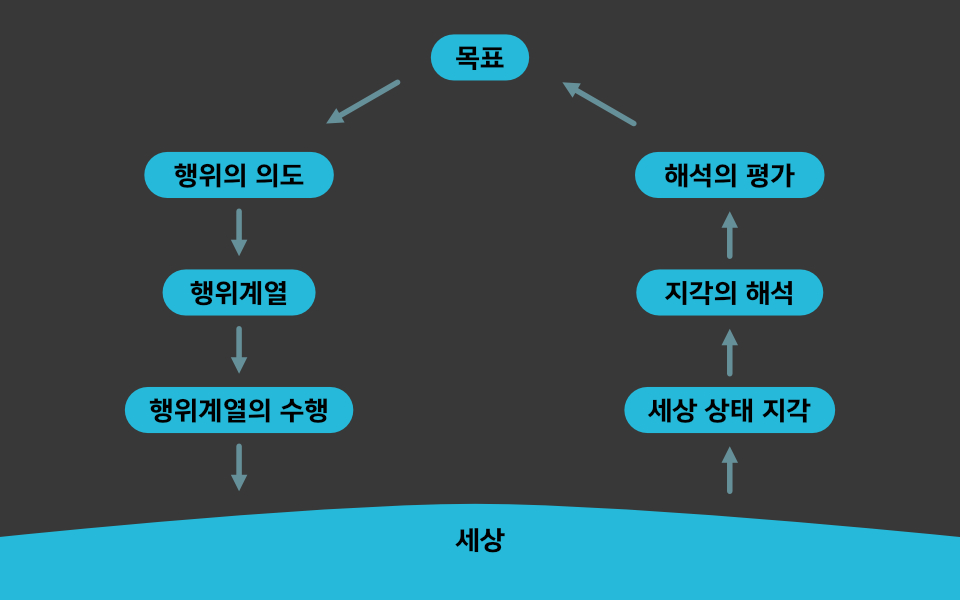 목표
행위의 의도
행위계열
행위계열의 수행
해석의 평가
지각의 해석
세상 상태 지각
세상